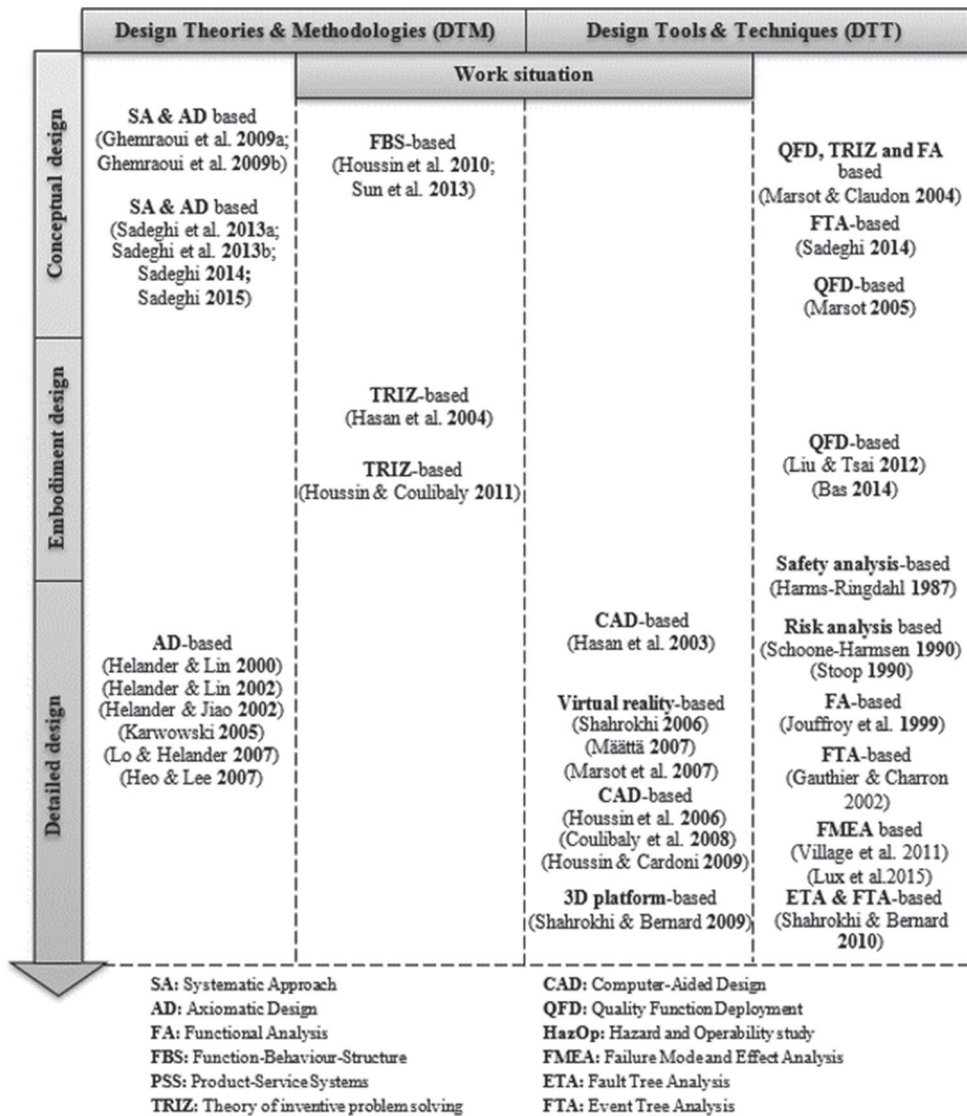 Design Theories & Methodologies (DTM)
Design Tools & Techniques (DTT)
Work situation
Conceptual design
SA & AD based
(Ghemraoui et al. 2009a;
Ghemraoui et al. 2009b)
SA & AD based
(Sadeghi et al. 2013a;
Sadeghi et al. 2013b;
Sadeghi 2014;
Sadeghi 2015)
FBS-based
(Houssin et al. 2010;
Sun et al. 2013)
QFD, TRIZ and FA
based
(Marsot & Claudon 2004)
FTA-based
(Sadeghi 2014)
QFD-based
(Marsot 2005)
Embodiment design
TRIZ-based
(Hasan et al. 2004)
TRIZ-based
(Houssin & Coulibaly 2011)
QFD-based
(Liu & Tsai 2012)
(Bas 2014)
Detailed design
AD-based
(Helander & Lin 2000)
(Helander & Lin 2002)
(Helander & Jiao 2002)
(Karwowski 2005)
(Lo & Helander 2007)
(Heo & Lee 2007)
CAD-based
(Hasan et al. 2003)
Virtual reality-based
(Shahrokhi 2006)
(Määttä 2007)
(Marsot et al. 2007)
CAD-based
(Houssin et al. 2006)
(Coulibaly et al. 2008)
(Houssin & Cardoni 2009)
3D platform-based
(Shahrokhi & Bernard 2009)
Safety analysis-based
(Harms-Ringdahl 1987)
Risk analysis based
(Schoone-Harmsen 1990)
(Stoop 1990)
FA-based
(Jouffroy et al. 1999)
FTA-based
(Gauthier & Charron
2002)
FMEA based
(Village et al. 2011)
(Lux et al.2015)
ETA & FTA-based
(Shahrokhi & Bernard
2010)
SA: Systematic Approach
AD: Axiomatic Design
FA: Functional Analysis
FBS: Function-Behaviour-Structure
PSS: Product-Service Systems
TRIZ: Theory of inventive problem solving
CAD: Computer-Aided Design
QFD: Quality Function Deployment
HazOp: Hazard and Operability study
FMEA: Failure Mode and Effect Analysis
ETA: Fault Tree Analysis
FTA: Event Tree Analysis